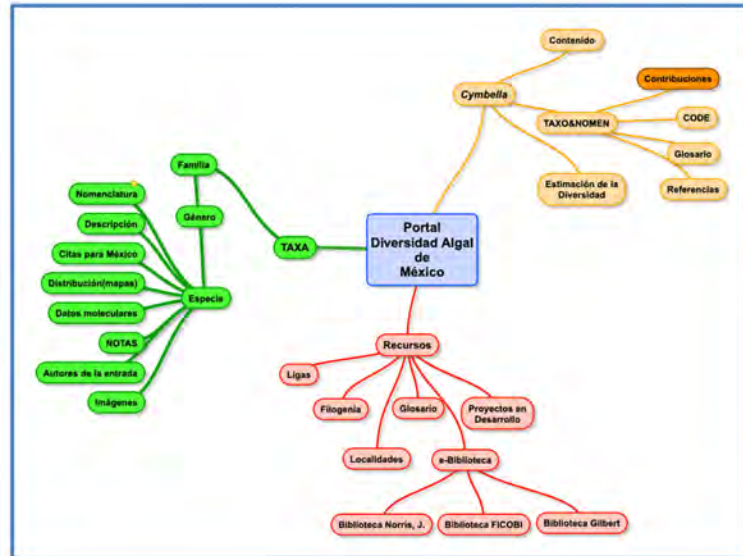 Contenido
Contribuciones
Cymbella
CODE
TAXO&NOMEN
Glosario
Estimación de la
Diversidad
Referencias
Portal
Diversidad Algal
de
México
Familia
Nomenclatura
Género
Descripción
TAXA
Citas para México
Distribución(mapas)
Especie
Datos moleculares
NOTAS
Autores de la entrada
Imágenes
Recursos
Ligas
Filogenia
Glosario
Proyectos en
Desarrollo
Localidades
e-Biblioteca
Biblioteca Norris, J.
Biblioteca FICOBI
Biblioteca Gilbert